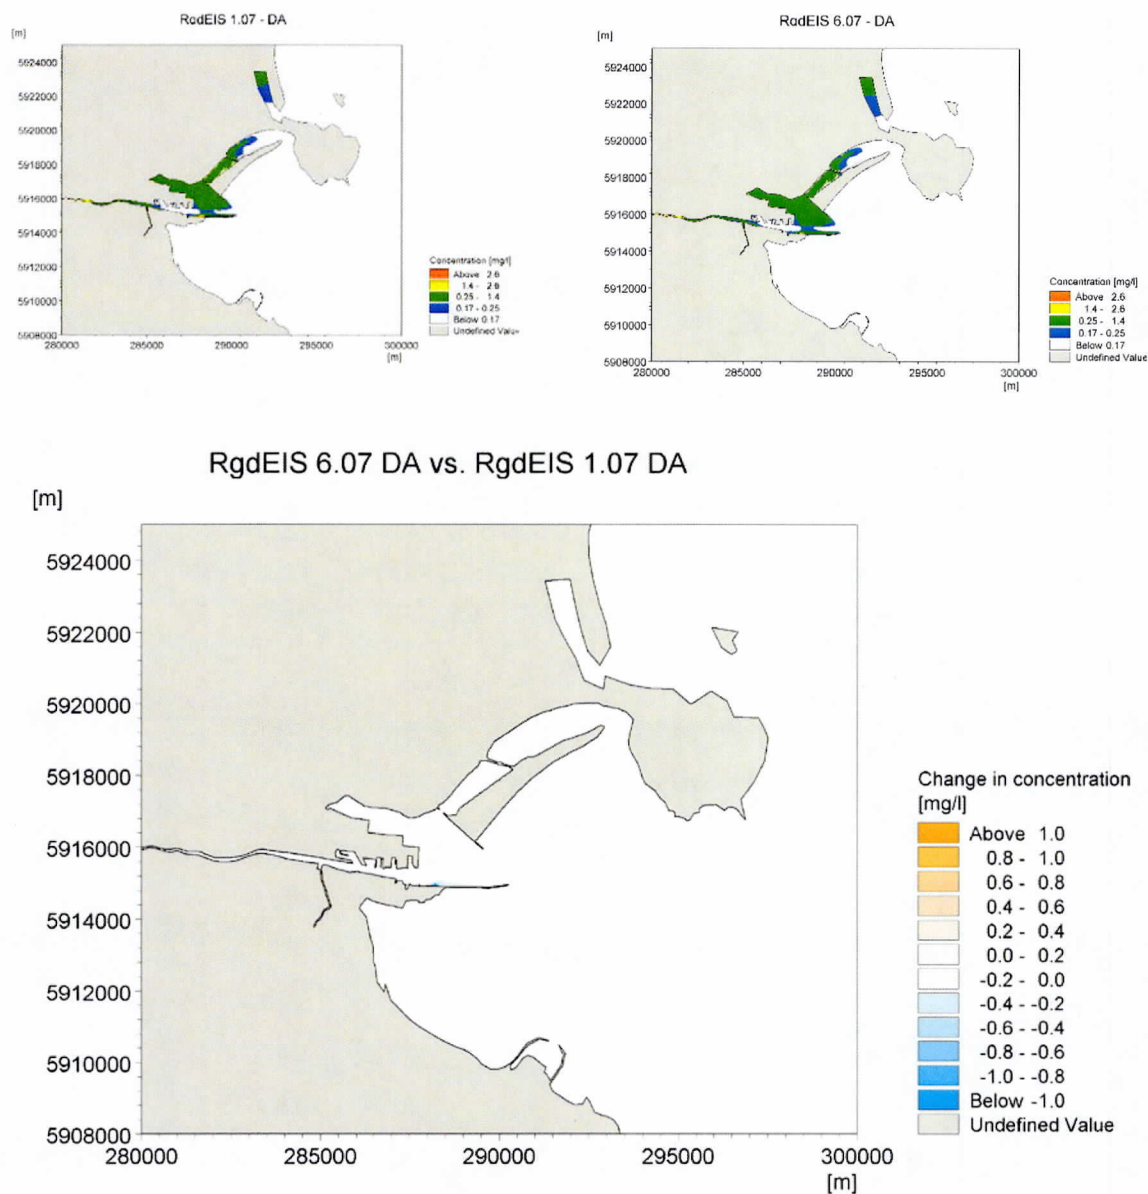 RgdEIS 1.07 - DA
[m]
5924000
5922000
5920000
5918000
5916000
5914000
5912000
5910000
5908000
280000 285000 290000 295000 300000
[m]
Concentration [mg/l]
Above 2.6
1.4 - 2.6
0.25 - 1.4
0.17 - 0.25
Below 0.17
Undefined Value
RgdEIS 6.07 - DA
[m]
5924000
5922000
5920000
5918000
5916000
5914000
5912000
5910000
5908000
280000 285000 290000 295000 300000
[m]
Concentration [mg/l]
Above 2.6
1.4 - 2.6
0.25 - 1.4
0.17 - 0.25
Below 0.17
Undefined Value
RgdEIS 6.07 DA vs. RgdEIS 1.07 DA
[m]
5924000
5922000
5920000
5918000
5916000
5914000
5912000
5910000
5908000
280000 285000 290000 295000 300000
[m]
Change in concentration
[mg/l]
Above 1.0
0.8 - 1.0
0.6 - 0.8
0.4 - 0.6
0.2 - 0.4
0.0 - 0.2
-0.2 - 0.0
-0.4 - -0.2
-0.6 - -0.4
-0.8 - -0.6
-1.0 - -0.8
Below -1.0
Undefined Value